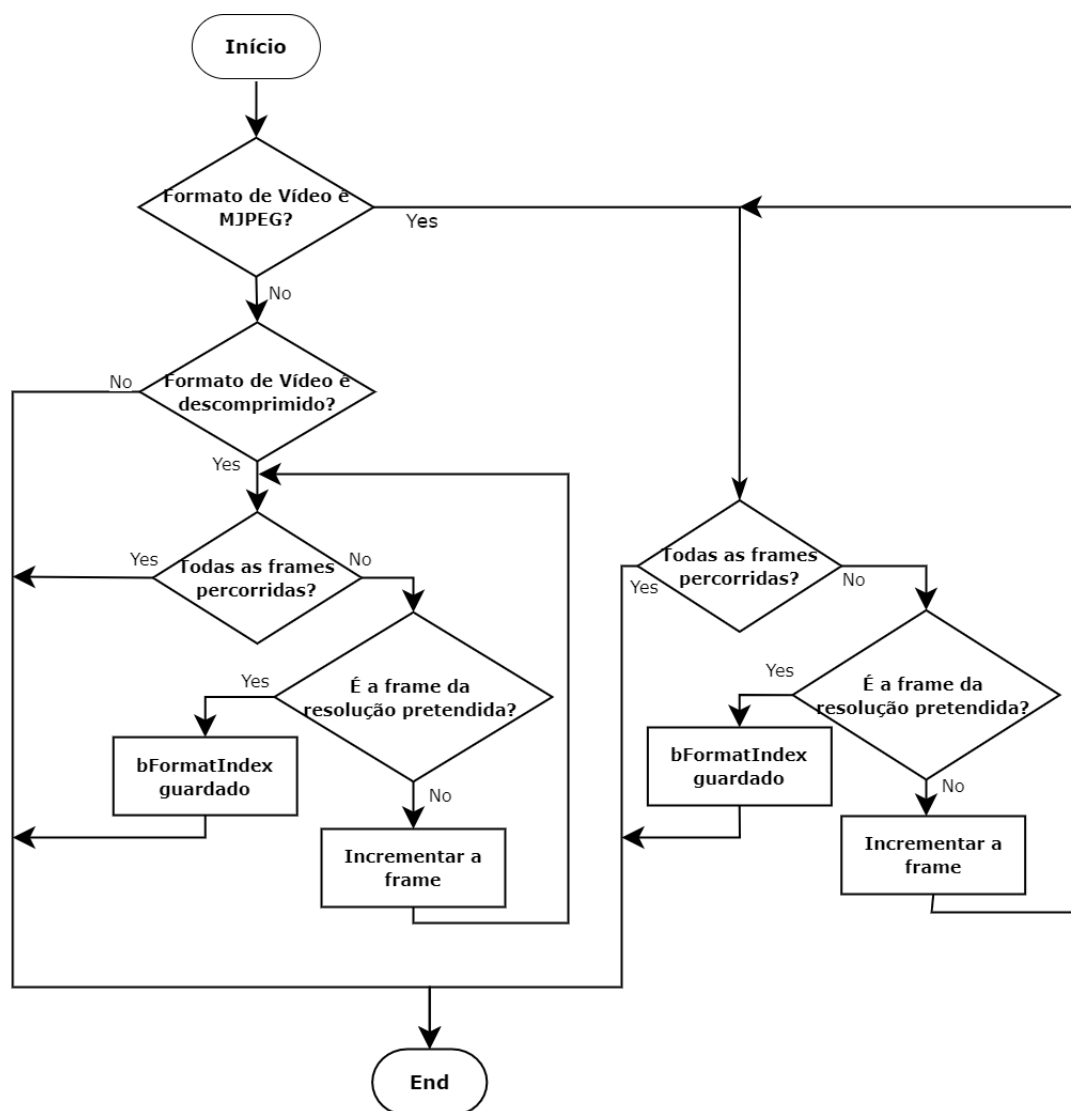 Início
Formato de Vídeo é
MJPEG?
Yes
No
No
Formato de Vídeo é
descomprimido?
Yes
Yes
Todas as frames
percorridas?
No
Yes
É a frame da
resolução pretendida?
bFormatIndex
guardado
No
Incrementar a
frame
Todas as frames
percorridas?
Yes
No
Yes
É a frame da
resolução pretendida?
bFormatIndex
guardado
No
Incrementar a
frame
End